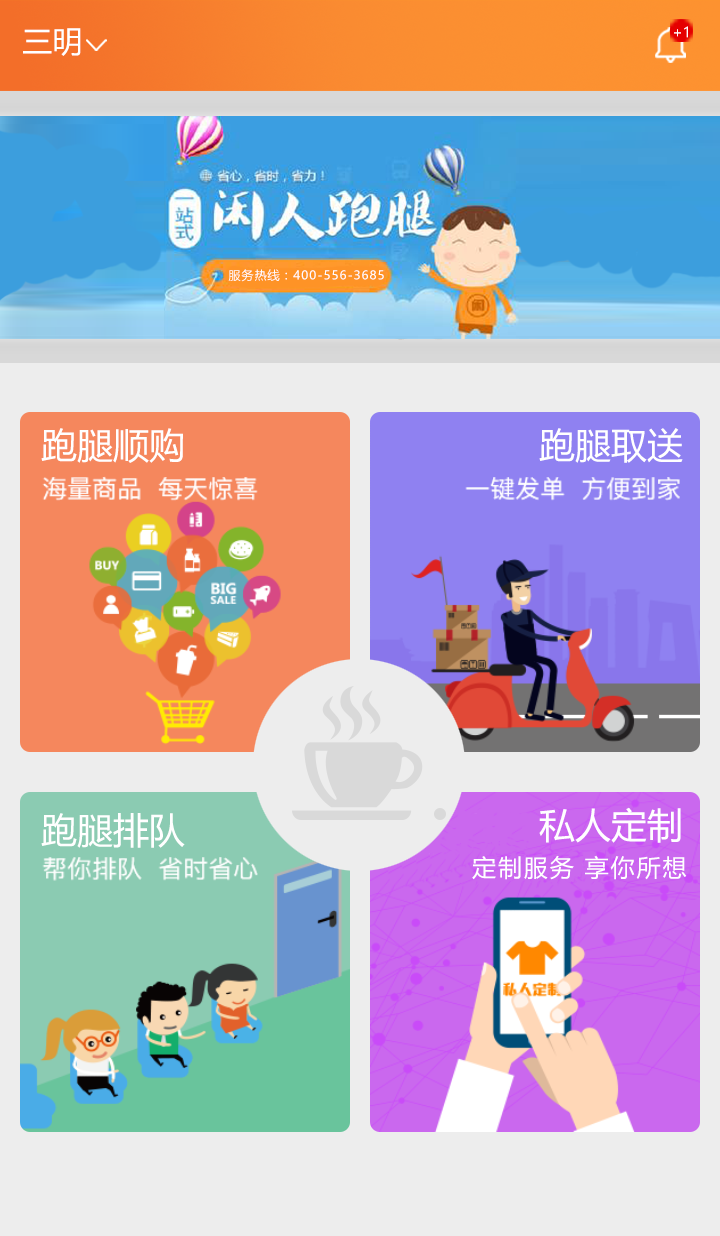 三明
+1
省心，省时，省力！
一站式
闲人跑腿
服务热线：400-556-3685
闲
跑腿顺购
海量商品 每天惊喜
BUY
BIG
SALE
跑腿取送
一键发单 方便到家
跑腿排队
帮你排队 省时省心
私人定制
定制服务 享你所想
私人定制